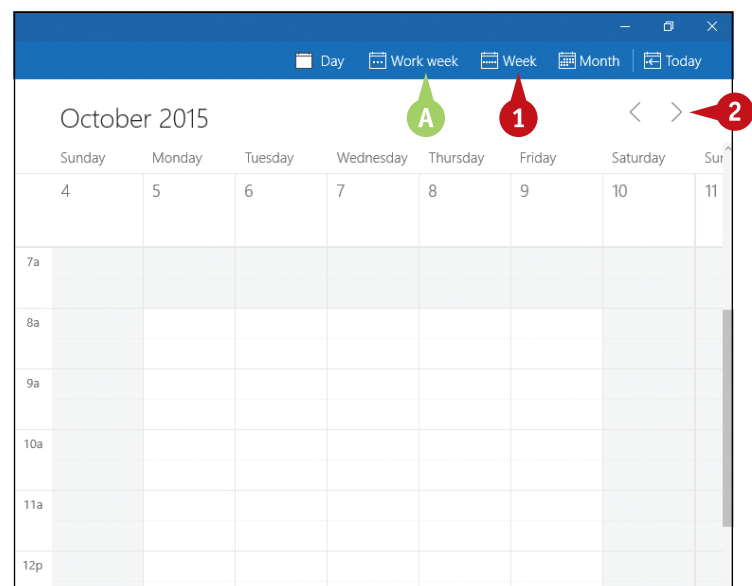 Day Work week Week Month Today
October 2015 A 1 2
Sunday Monday Tuesday Wednesday Thursday Friday Saturday Sun
4 5 6 7 8 9 10 11
7a
8a
9a
10a
11a
12p